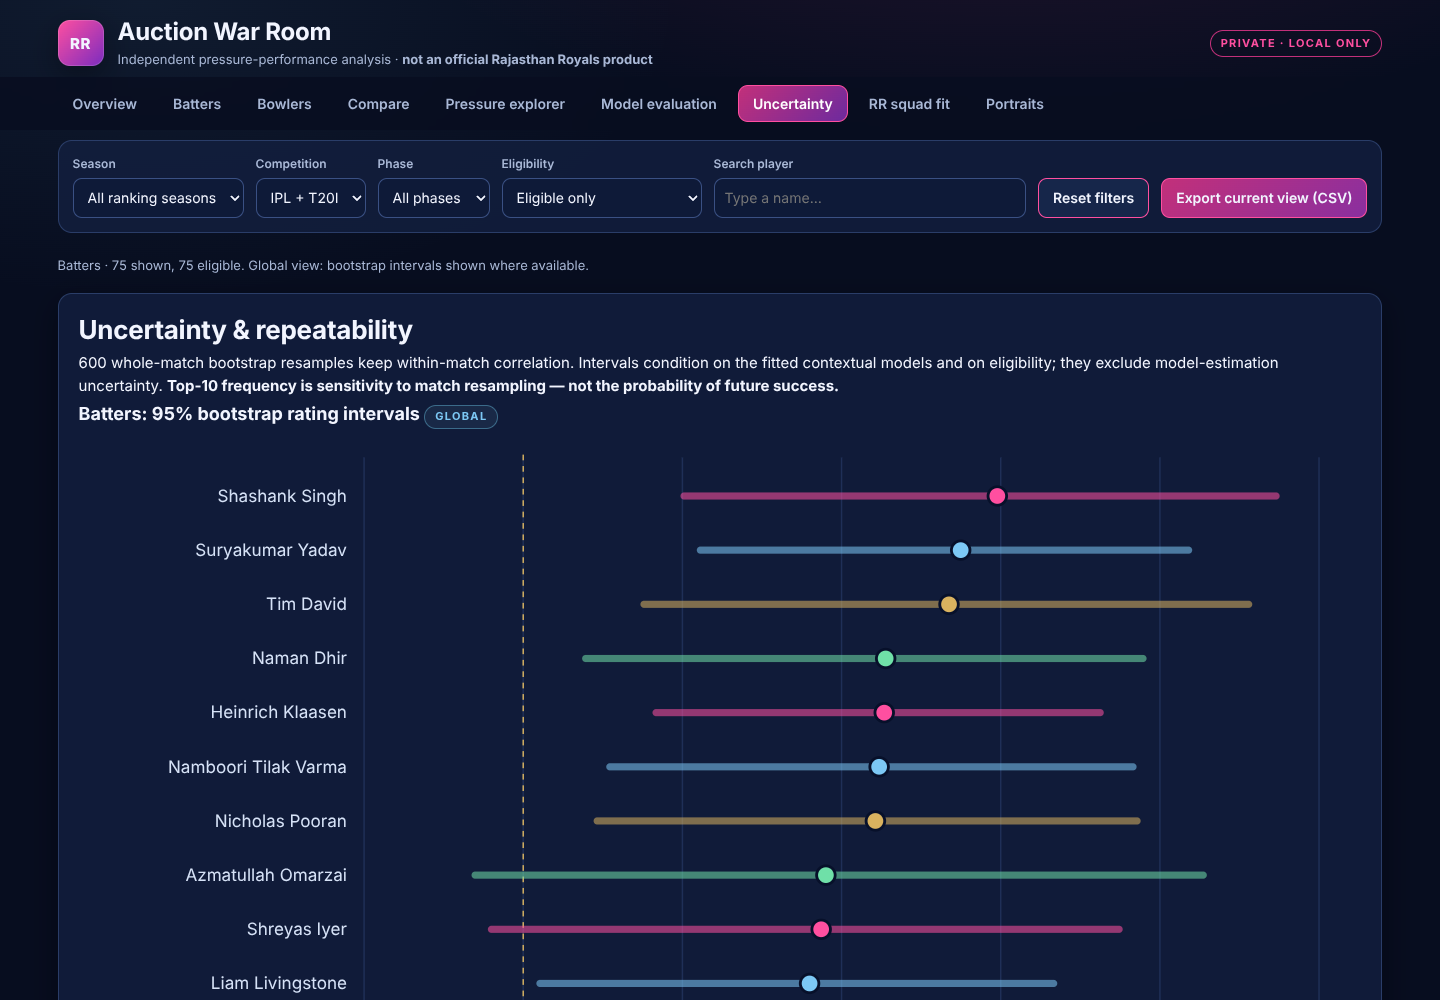 RR
Auction War Room
Independent pressure-performance analysis · not an official Rajasthan Royals product
PRIVATE · LOCAL ONLY
Overview Batters Bowlers Compare Pressure explorer Model evaluation Uncertainty RR squad fit Portraits
Season Competition Phase Eligibility Search player
All ranking seasons IPL + T20I All phases Eligible only Type a name... Reset filters Export current view (CSV)
Batters · 75 shown, 75 eligible. Global view: bootstrap intervals shown where available.
Uncertainty & repeatability
600 whole-match bootstrap resamples keep within-match correlation. Intervals condition on the fitted contextual models and on eligibility; they exclude model-estimation
uncertainty. Top-10 frequency is sensitivity to match resampling — not the probability of future success.
Batters: 95% bootstrap rating intervals GLOBAL
Shashank Singh
Suryakumar Yadav
Tim David
Naman Dhir
Heinrich Klaasen
Namboori Tilak Varma
Nicholas Pooran
Azmatullah Omarzai
Shreyas Iyer
Liam Livingstone